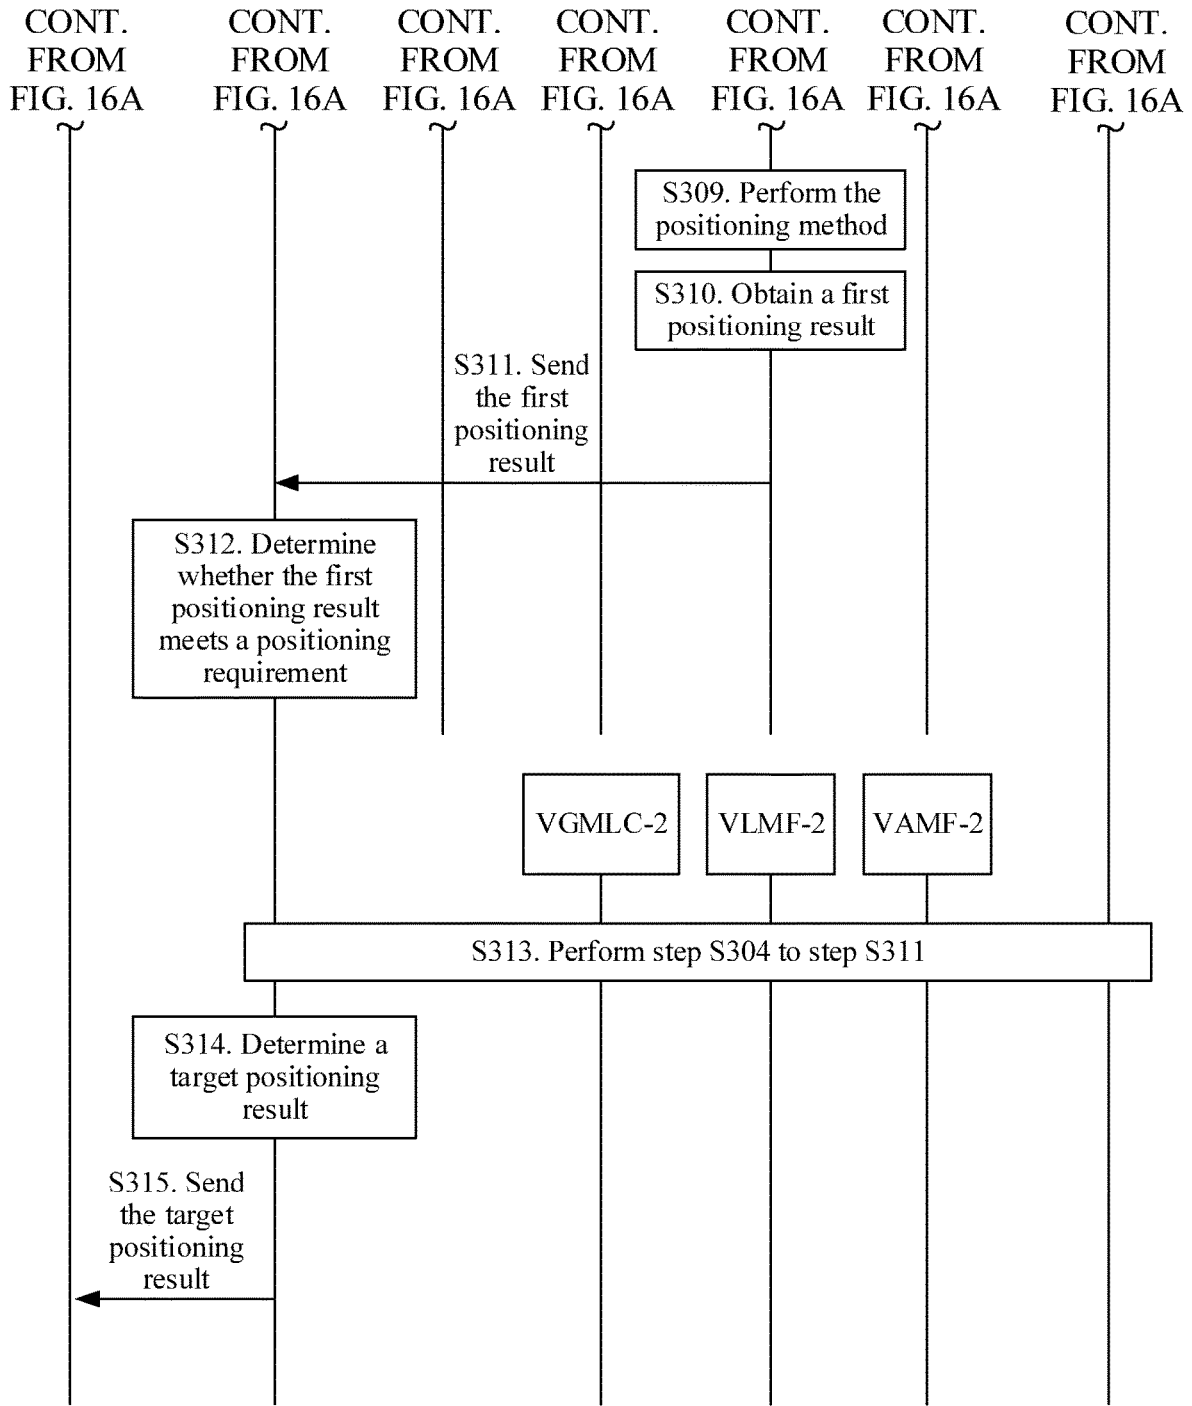 CONT.
FROM
FIG. 16A
CONT.
FROM
FIG. 16A
CONT.
FROM
FIG. 16A
CONT.
FROM
FIG. 16A
CONT.
FROM
FIG. 16A
CONT.
FROM
FIG. 16A
CONT.
FROM
FIG. 16A
S309. Perform the
positioning method
S310. Obtain a first
positioning result
S311. Send
the first
positioning
result
S312. Determine
whether the first
positioning result
meets a positioning
requirement
VGMLC-2
VLMF-2
VAMF-2
S313. Perform step S304 to step S311
S314. Determine a
target positioning
result
S315. Send
the target
positioning
result